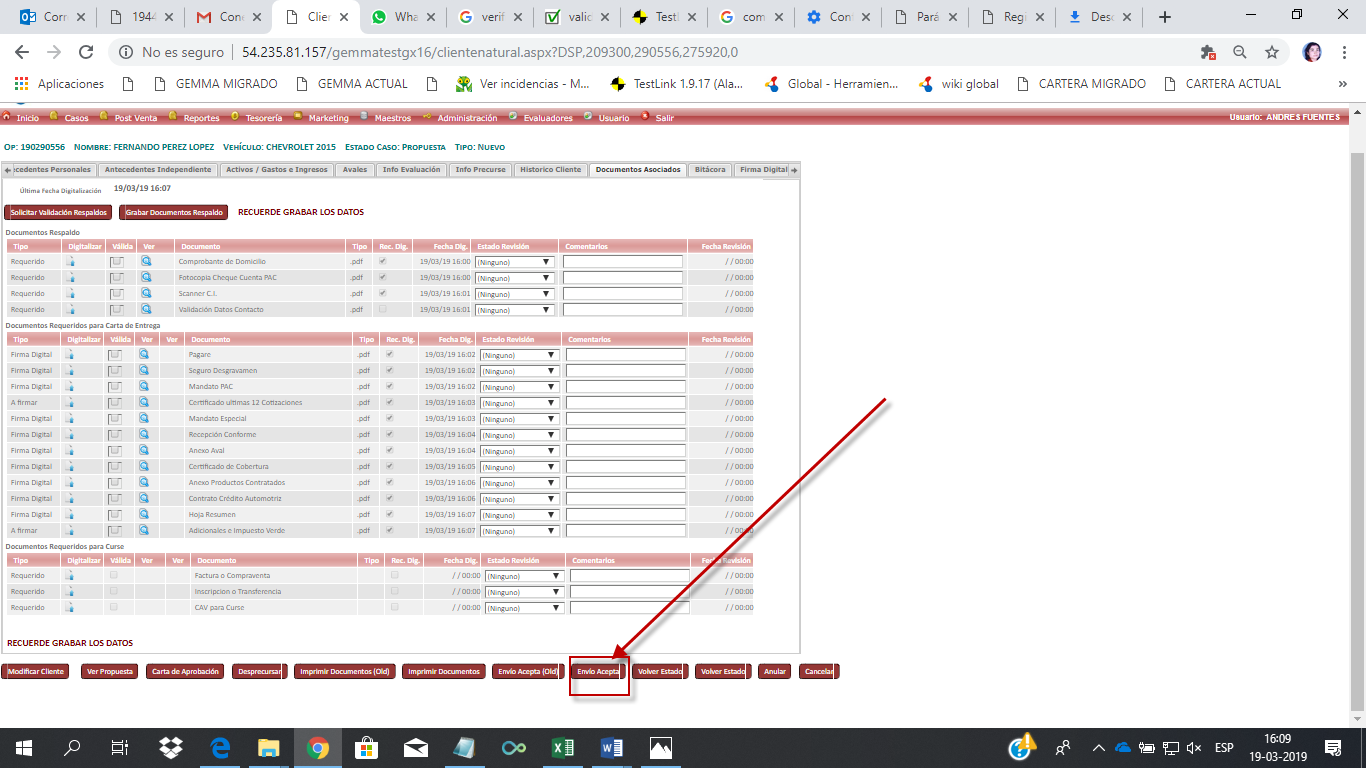 Corr 1944 Con Clier Wha verif valid Testl com Con Pará Regi Desc
No es seguro | 54.235.81.157/gemmatestgx16/clientenatural.aspx?DSP,209300,290556,275920,0
Aplicaciones GEMMA MIGRADO GEMMA ACTUAL Ver incidencias - M... TestLink 1.9.17 (Ala... Global - Herramien... wiki global CARTERA MIGRADO CARTERA ACTUAL »
Inicio Casos Post Venta Reportes Tesorería Marketing Maestros Administración Evaluadores Usuario Salir Usuario: ANDRES FUENTES
Op: 190290556 Nombre: FERNANDO PEREZ LOPEZ Vehículo: CHEVROLET 2015 Estado Caso: Propuesta Tipo: Nuevo
cedentes Personales Antecedentes Independiente Activos / Gastos e Ingresos Avales Info Evaluación Info Precurse Historico Cliente Documentos Asociados Bitácora Firma Digital
Última Fecha Digitalización 19/03/19 16:07
Solicitar Validación Respaldos Grabar Documentos Respaldo RECUERDE GRABAR LOS DATOS
Documentos Respaldo
Tipo Digitalizar Válida Ver Documento Tipo Rec. Dig. Fecha Dig. Estado Revisión Comentarios Fecha Revisión
Requerido Comprobante de Domicilio .pdf 19/03/19 16:00 (Ninguno) / / 00:00
Requerido Fotocopia Cheque Cuenta PAC .pdf 19/03/19 16:00 (Ninguno) / / 00:00
Requerido Scanner C.I. .pdf 19/03/19 16:01 (Ninguno) / / 00:00
Requerido Validación Datos Contacto .pdf 19/03/19 16:01 (Ninguno) / / 00:00
Documentos Requeridos para Carta de Entrega
Tipo Digitalizar Válida Ver Ver Documento Tipo Rec. Dig. Fecha Dig. Estado Revisión Comentarios Fecha Revisión
Firma Digital Pagare .pdf 19/03/19 16:02 (Ninguno) / / 00:00
Firma Digital Seguro Desgravamen .pdf 19/03/19 16:02 (Ninguno) / / 00:00
Firma Digital Mandato PAC .pdf 19/03/19 16:02 (Ninguno) / / 00:00
A firmar Certificado ultimas 12 Cotizaciones .pdf 19/03/19 16:03 (Ninguno) / / 00:00
Firma Digital Mandato Especial .pdf 19/03/19 16:03 (Ninguno) / / 00:00
Firma Digital Recepción Conforme .pdf 19/03/19 16:04 (Ninguno) / / 00:00
Firma Digital Anexo Aval .pdf 19/03/19 16:04 (Ninguno) / / 00:00
Firma Digital Certificado de Cobertura .pdf 19/03/19 16:05 (Ninguno) / / 00:00
Firma Digital Anexo Productos Contratados .pdf 19/03/19 16:06 (Ninguno) / / 00:00
Firma Digital Contrato Crédito Automotriz .pdf 19/03/19 16:06 (Ninguno) / / 00:00
Firma Digital Hoja Resumen .pdf 19/03/19 16:07 (Ninguno) / / 00:00
A firmar Adicionales e Impuesto Verde .pdf 19/03/19 16:07 (Ninguno) / / 00:00
Documentos Requeridos para Curse
Tipo Digitalizar Válida Ver Ver Documento Tipo Rec. Dig. Fecha Dig. Estado Revisión Comentarios Fecha Revisión
Requerido Factura o Compraventa / / 00:00 (Ninguno) / / 00:00
Requerido Inscripcion o Transferencia / / 00:00 (Ninguno) / / 00:00
Requerido CAV para Curse / / 00:00 (Ninguno) / / 00:00
RECUERDE GRABAR LOS DATOS
Modificar Cliente Ver Propuesta Carta de Aprobación Desprecursar Imprimir Documentos (Old) Imprimir Documentos Envío Acepta (Old) Envío Acepta Volver Estado Volver Estado Anular Cancelar
ESP 16:09
19-03-2019